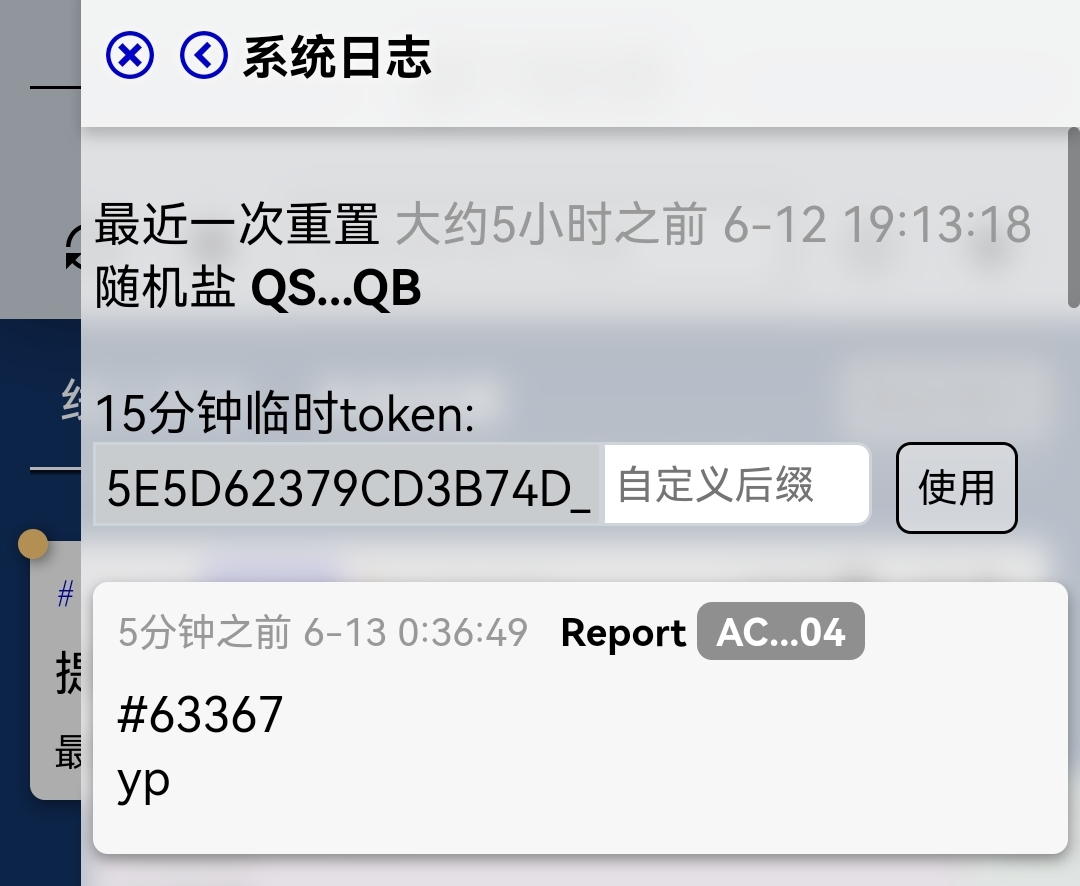 系统日志
最近一次重置 大约5小时之前 6-12 19:13:18
随机盐 QS...QB
15分钟临时token:
5E5D62379CD3B74D_ 自定义后缀 使用
5分钟之前 6-13 0:36:49 Report AC...04
#63367
yp
#
提
最